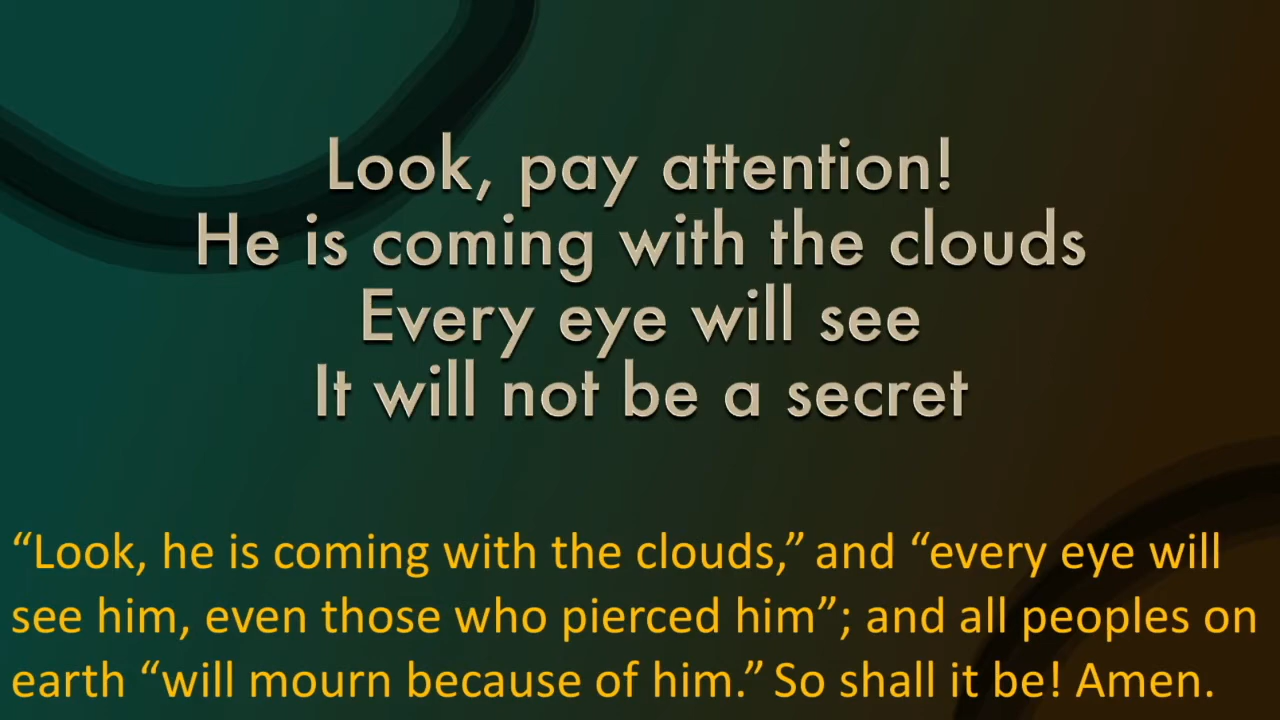 Look, pay attention!
He is coming with the clouds
Every eye will see
It will not be a secret
“Look, he is coming with the clouds,” and “every eye will
see him, even those who pierced him”; and all peoples on
earth “will mourn because of him.” So shall it be! Amen.